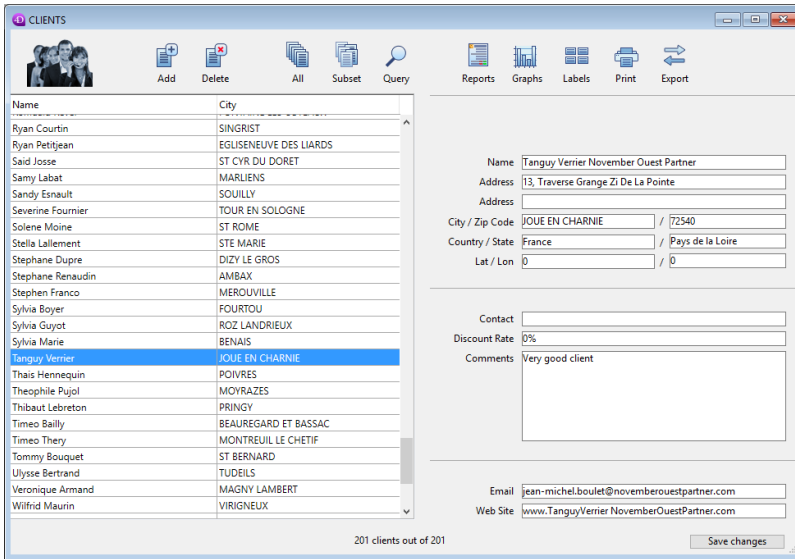 4D CLIENTS
Add Delete All Subset Query Reports Graphs Labels Print Export
Name City
Ryan Courtin SINGRIST
Ryan Petitjean EGLISENEUVE DES LIARDS
Said Josse ST CYR DU DORET
Samy Labat MARLIENS
Sandy Esnault SOUILLY
Severine Fournier TOUR EN SOLOGNE
Solene Moine ST ROME
Stella Lallement STE MARIE
Stephane Dupre DIZY LE GROS
Stephane Renaudin AMBAX
Stephen Franco MEROUVILLE
Sylvia Boyer FOURTOU
Sylvia Guyot ROZ LANDRIEUX
Sylvia Marie BENAIS
Tanguy Verrier JOUE EN CHARNIE
Thais Hennequin POIVRES
Theophile Pujol MOYRAZES
Thibaut Lebreton PRINGY
Timeo Bailly BEAUREGARD ET BASSAC
Timeo Thery MONTREUIL LE CHETIF
Tommy Bouquet ST BERNARD
Ulysse Bertrand TUDEILS
Veronique Armand MAGNY LAMBERT
Wilfrid Maurin VIRIGNEUX
Name Tanguy Verrier November Ouest Partner
Address 13, Traverse Grange Zi De La Pointe
Address
City / Zip Code JOUE EN CHARNIE / 72540
Country / State France / Pays de la Loire
Lat / Lon 0 / 0
Contact
Discount Rate 0%
Comments Very good client
Email jean-michel.boulet@novemberouestpartner.com
Web Site www.TanguyVerrier NovemberOuestPartner.com
201 clients out of 201
Save changes